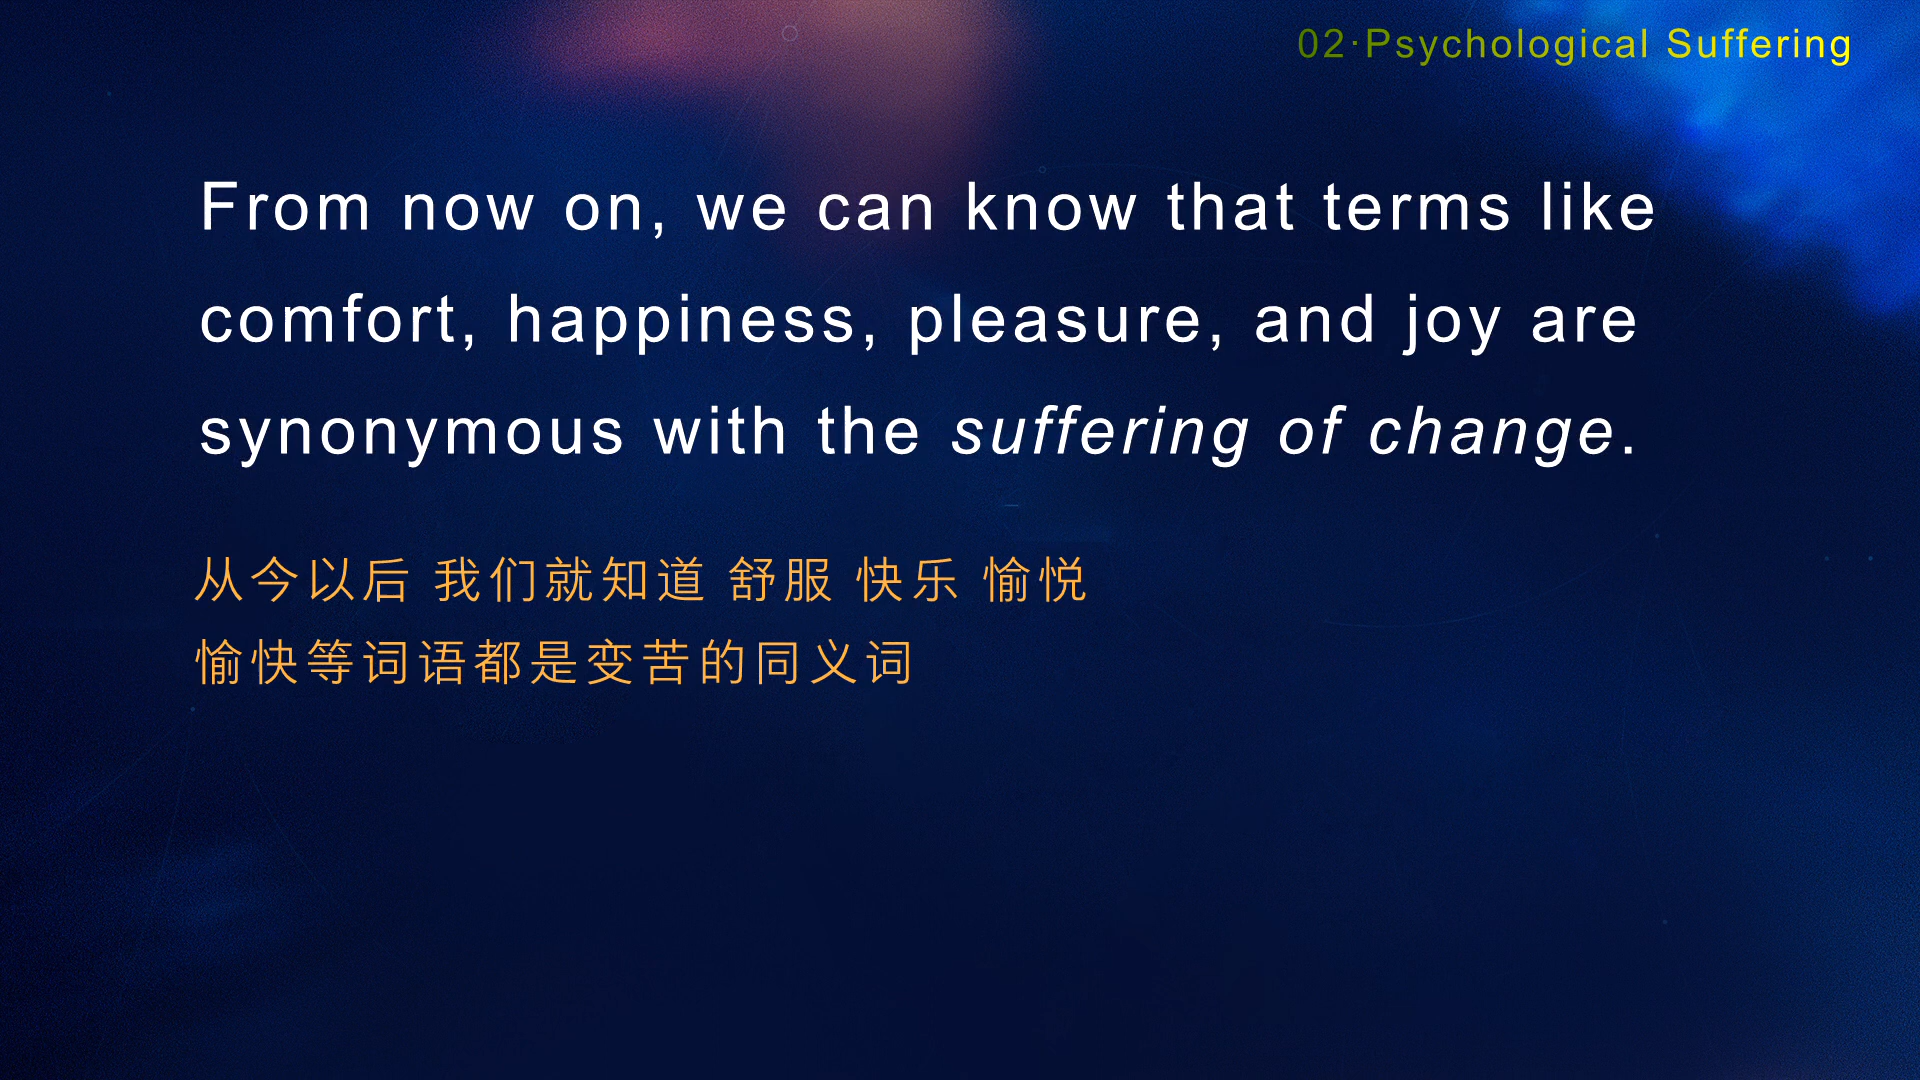 02·Psychological Suffering
From now on, we can know that terms like
comfort, happiness, pleasure, and joy are
synonymous with the suffering of change.
从今以后 我们就知道 舒服 快乐 愉悦
愉快等词语都是变苦的同义词